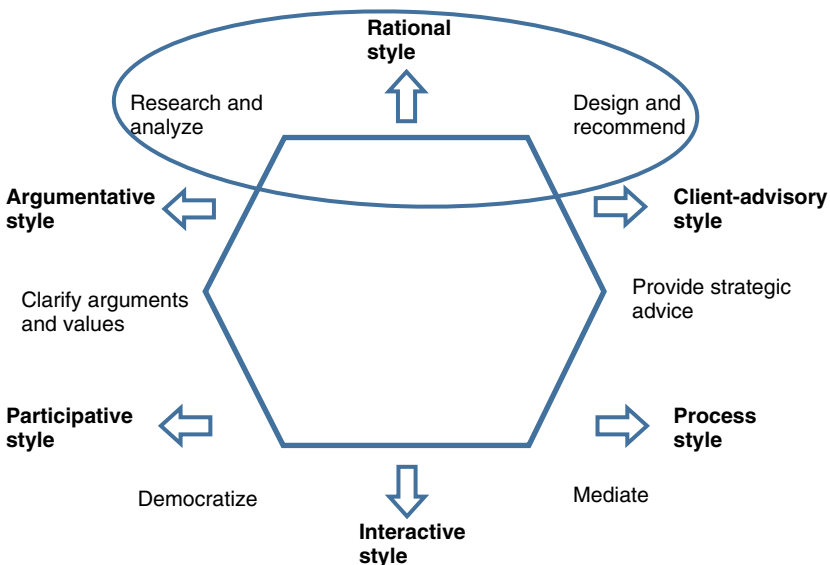 Rational
style
Research and
analyze
Design and
recommend
Argumentative
style
Client-advisory
style
Clarify arguments
and values
Provide strategic
advice
Participative
style
Process
style
Democratize
Mediate
Interactive
style